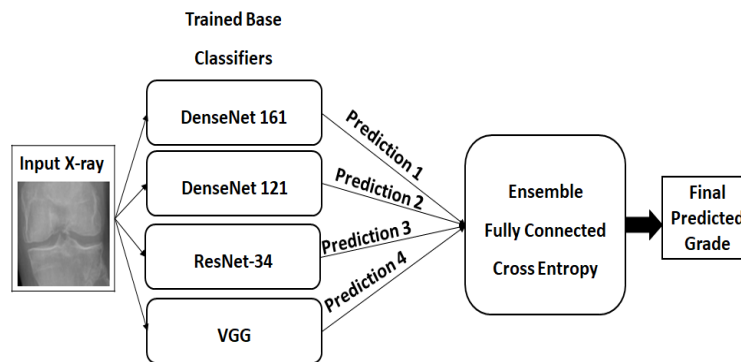 Trained Base
Classifiers
Input X-ray
DenseNet 161
DenseNet 121
ResNet-34
VGG
Prediction 1
Prediction 2
Prediction 3
Prediction 4
Ensemble
Fully Connected
Cross Entropy
Final
Predicted
Grade